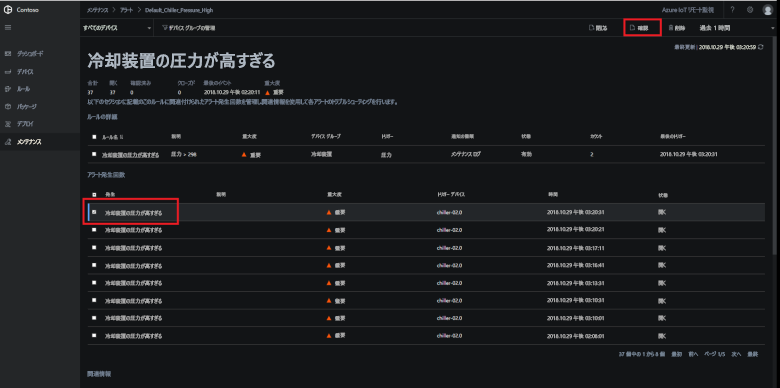 Contoso
メンテナンス > アラート > Default_Chiller_Pressure_High
Azure IoT リモート監視
?
すべてのデバイス
デバイス グループの管理
閉じる
確認
削除
過去 1 時間
最終更新 | 2018.10.29 午後 03:20:59
ダッシュボード
デバイス
ルール
パッケージ
デプロイ
メンテナンス
冷却装置の圧力が高すぎる
合計 開く 確認済み クローズド 最後のイベント 重大度
37 37 0 0 2018.10.29 午後 02:20:11 重要
以下のセクションに記載のこのルールに関連付けられたアラート発生回数を管理し、関連情報を使用して各アラートのトラブルシューティングを行います。
ルールの詳細
ルール名 説明 重大度 デバイス グループ トリガー 通知の種類 状態 カウント 最後のトリガー
冷却装置の圧力が高すぎる 圧力 > 298 重要 冷却装置 圧力 メンテナンス ログ 有効 2 2018.10.29 午後 03:20:31
アラート発生回数
発生 説明 重大度 トリガー デバイス 時間 状態
冷却装置の圧力が高すぎる 重要 chiller-02.0 2018.10.29 午後 03:20:31 開く
冷却装置の圧力が高すぎる 重要 chiller-02.0 2018.10.29 午後 03:20:21 開く
冷却装置の圧力が高すぎる 重要 chiller-02.0 2018.10.29 午後 03:17:11 開く
冷却装置の圧力が高すぎる 重要 chiller-02.0 2018.10.29 午後 03:16:41 開く
冷却装置の圧力が高すぎる 重要 chiller-02.0 2018.10.29 午後 03:13:31 開く
冷却装置の圧力が高すぎる 重要 chiller-02.0 2018.10.29 午後 03:10:31 開く
冷却装置の圧力が高すぎる 重要 chiller-02.0 2018.10.29 午後 03:10:01 開く
冷却装置の圧力が高すぎる 重要 chiller-02.0 2018.10.29 午後 02:06:01 開く
37 個中の 1 から 8 個 最初 前へ ページ 1/5 次へ 最終
関連情報